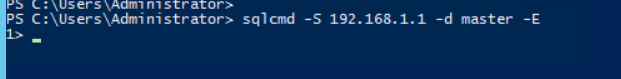 PS C:\Users\Administrator>
PS C:\Users\Administrator> sqlcmd -S 192.168.1.1 -d master -E
1>